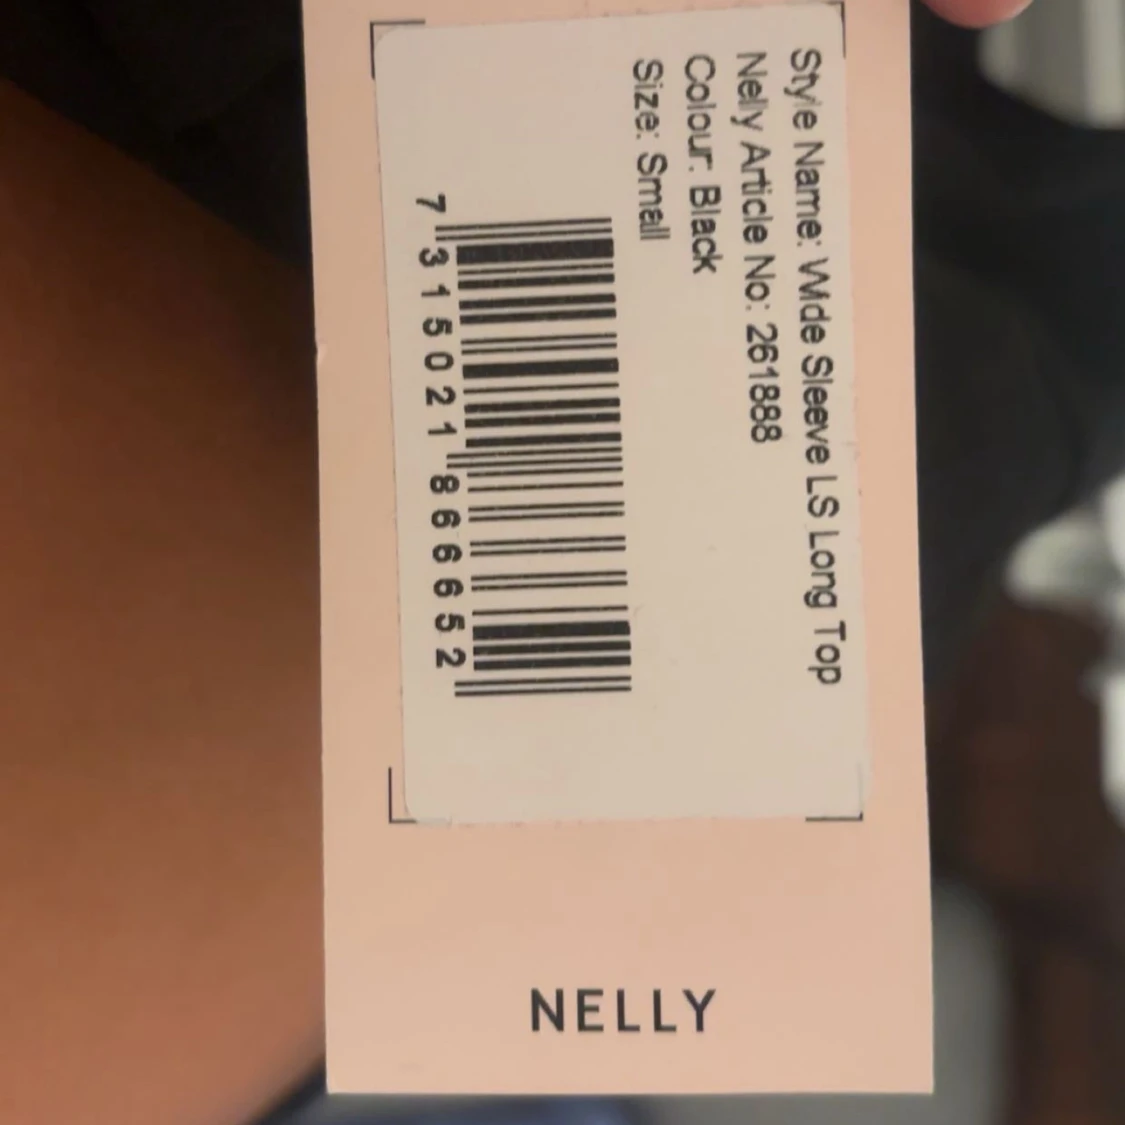 Style Name: Wide Sleeve LS Long Top
Nelly Article No: 261888
Colour: Black
Size: Small
7 315021 866652
NELLY